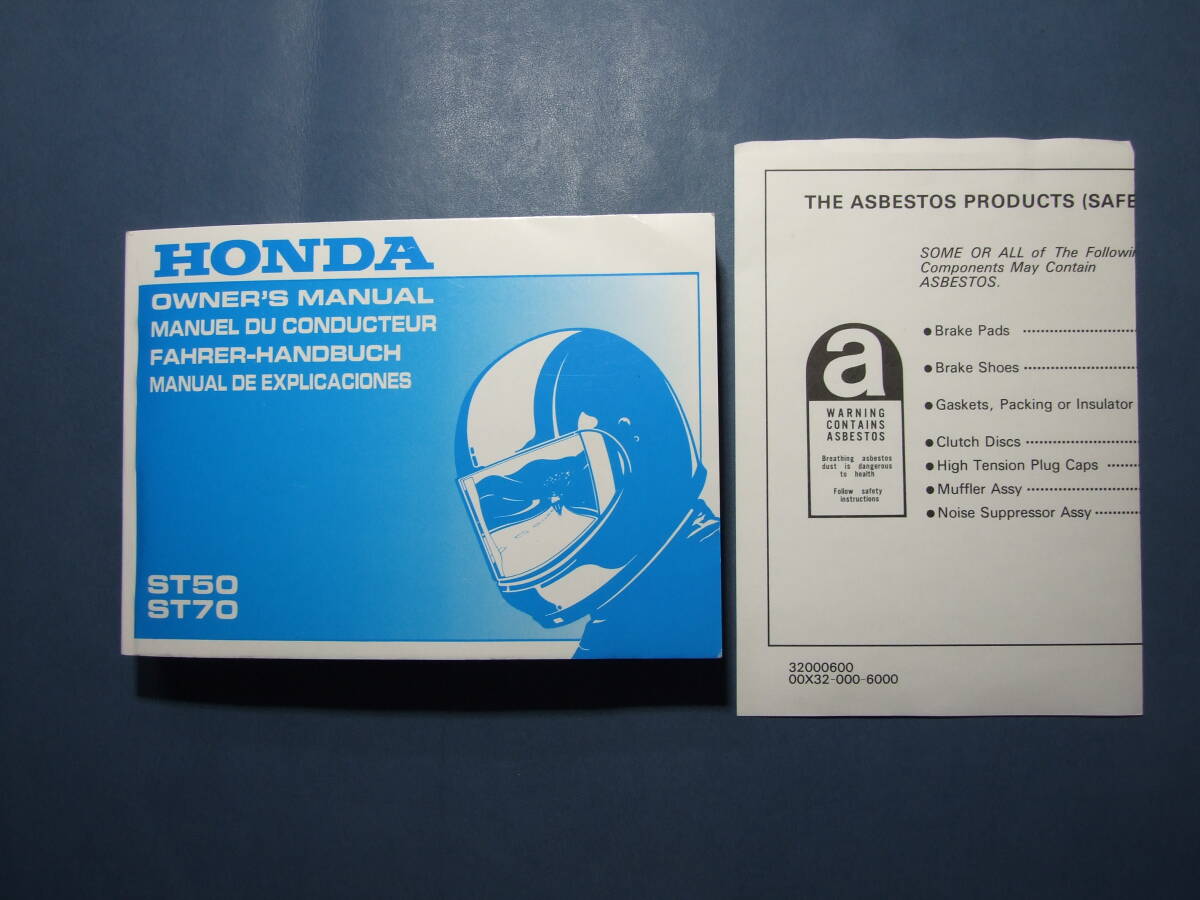 HONDA
OWNER'S MANUAL
MANUEL DU CONDUCTEUR
FAHRER-HANDBUCH
MANUAL DE EXPLICACIONES
ST50
ST70
THE ASBESTOS PRODUCTS (SAFE
SOME OR ALL of The Followin
Components May Contain
ASBESTOS.
a
WARNING
CONTAINS
ASBESTOS
Breathing asbestos
dust is dangerous
to health
Follow safety
instructions
● Brake Pads
● Brake Shoes
● Gaskets, Packing or Insulator
● Clutch Discs
● High Tension Plug Caps
● Muffler Assy
● Noise Suppressor Assy
32000600
00X32-000-6000